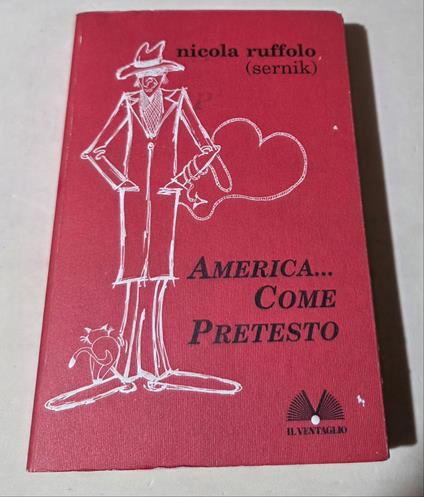 nicola ruffolo
(sernik)
AMERICA...
COME
PRETESTO
IL VENTAGLIO